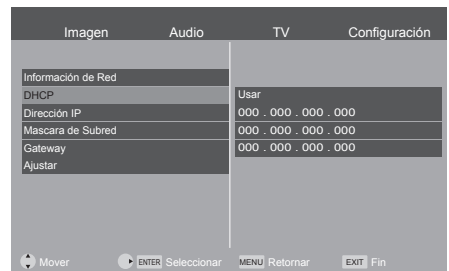 Imagen Audio TV Configuración
Información de Red
DHCP Usar
Dirección IP 000 . 000 . 000 . 000
Mascara de Subred 000 . 000 . 000 . 000
Gateway 000 . 000 . 000 . 000
Ajustar
Mover ENTER Seleccionar MENU Retornar EXIT Fin